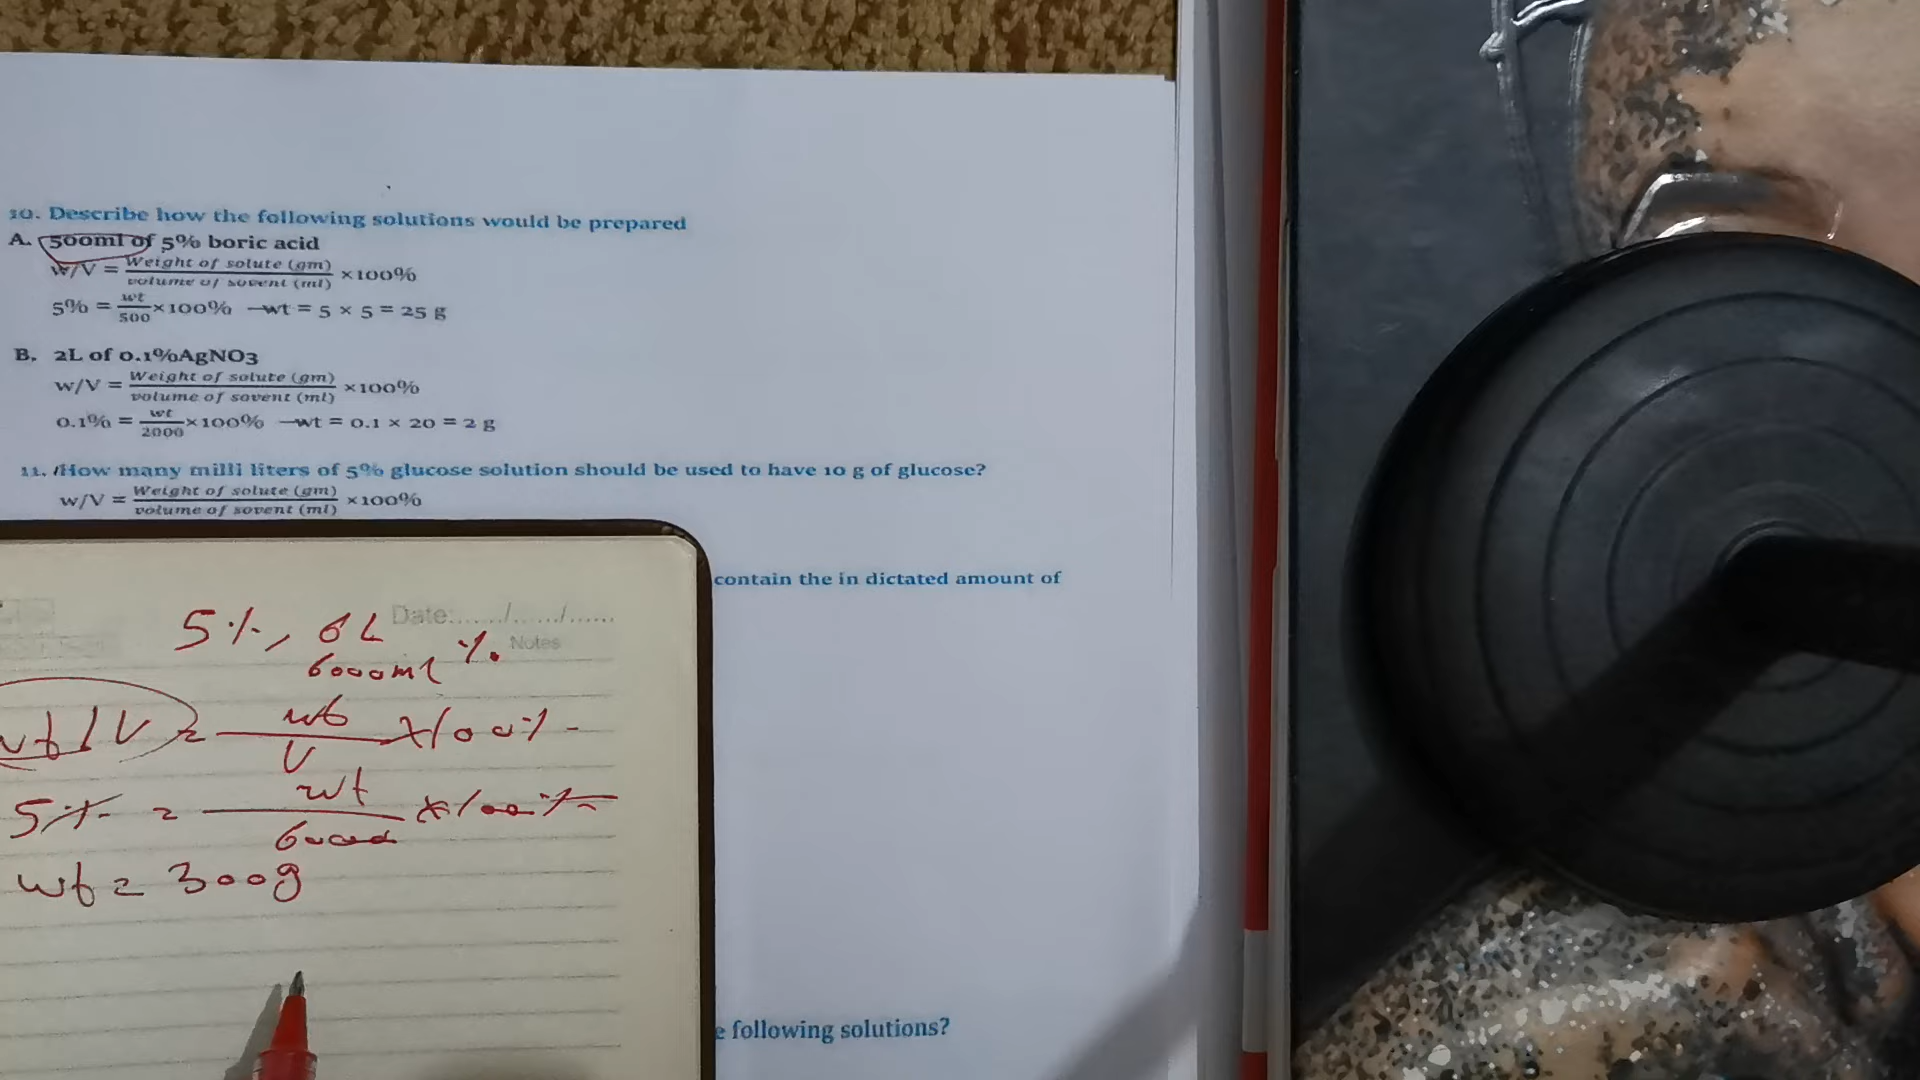 10. Describe how the following solutions would be prepared
A. 500ml of 5% boric acid
w/V = Weight of solute (gm) / volume of sovent (ml) ×100%
5% = wt/500 ×100% —wt = 5 × 5 = 25 g
B. 2L of 0.1%AgNO3
w/V = Weight of solute (gm) / volume of sovent (ml) ×100%
0.1% = wt/2000 ×100% —wt = 0.1 × 20 = 2 g
11. How many milli liters of 5% glucose solution should be used to have 10 g of glucose?
w/V = Weight of solute (gm) / volume of sovent (ml) ×100%
contain the in dictated amount of
Date:....../....../......
5%, 6L
Notes
6000ml %.
wt/V = wt/V ×100%
5% = wt/6000 ×100%
wt = 300g
e following solutions?